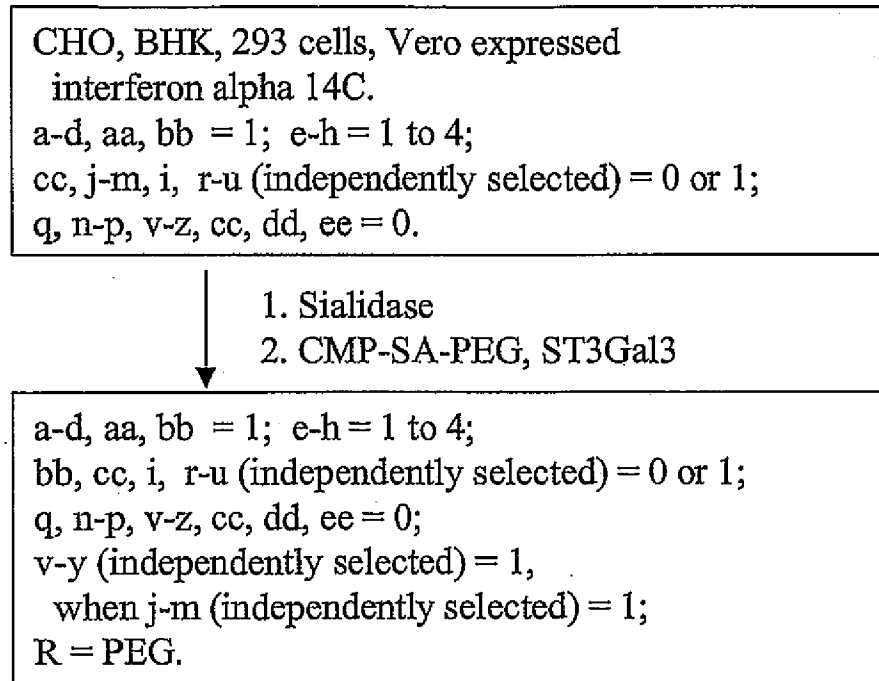 CHO, BHK, 293 cells, Vero expressed
interferon alpha 14C.
a-d, aa, bb = 1; e-h = 1 to 4;
cc, j-m, i, r-u (independently selected) = 0 or 1;
q, n-p, v-z, cc, dd, ee = 0.
1. Sialidase
2. CMP-SA-PEG, ST3Gal3
a-d, aa, bb = 1; e-h = 1 to 4;
bb, cc, i, r-u (independently selected) = 0 or 1;
q, n-p, v-z, cc, dd, ee = 0;
v-y (independently selected) = 1,
when j-m (independently selected) = 1;
R = PEG.